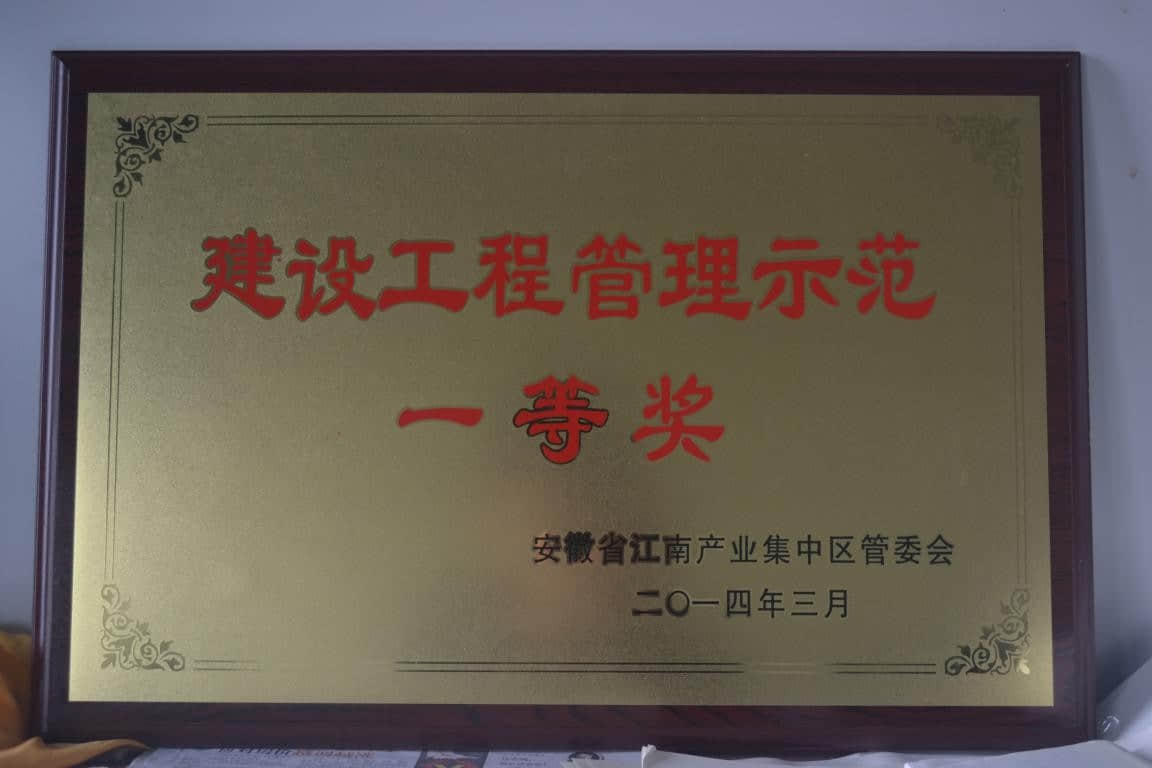 建设工程管理示范
一等奖
安徽省江南产业集中区管委会
二〇一四年三月